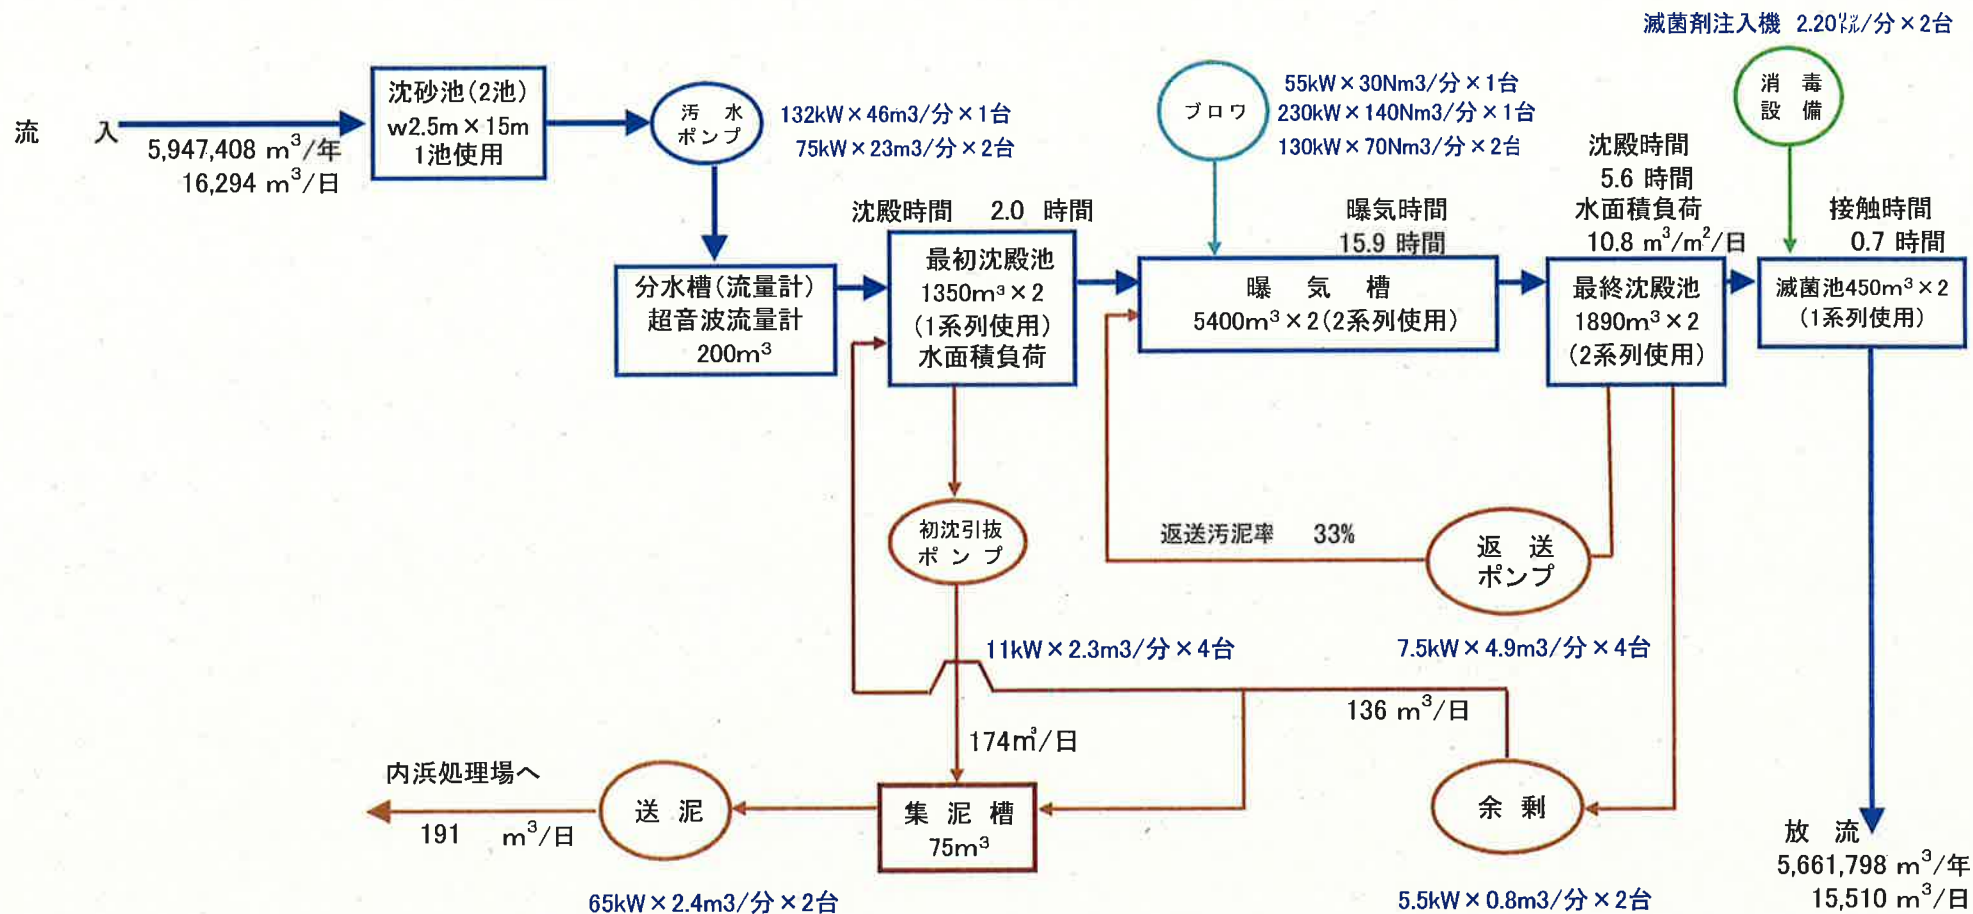 滅菌剤注入機 2.20㍑/分×2台
流 入
5,947,408 m³/年
16,294 m³/日
沈砂池(2池)
w2.5m×15m
1池使用
汚 水
ポンプ
132kW×46m3/分×1台
75kW×23m3/分×2台
ブロワ
55kW×30Nm3/分×1台
230kW×140Nm3/分×1台
130kW×70Nm3/分×2台
消 毒
設 備
沈殿時間 2.0 時間
曝気時間
15.9 時間
沈殿時間
5.6 時間
水面積負荷
10.8 m³/m²/日
接触時間
0.7 時間
分水槽(流量計)
超音波流量計
200m³
最初沈殿池
1350m³×2
(1系列使用)
水面積負荷
曝 気 槽
5400m³×2(2系列使用)
最終沈殿池
1890m³×2
(2系列使用)
滅菌池450m³×2
(1系列使用)
初沈引抜
ポ ン プ
返送汚泥率 33%
返 送
ポンプ
11kW×2.3m3/分×4台
7.5kW×4.9m3/分×4台
136 m³/日
174m³/日
内浜処理場へ
191 m³/日
送 泥
集 泥 槽
75m³
余 剰
65kW×2.4m3/分×2台
5.5kW×0.8m3/分×2台
放 流
5,661,798 m³/年
15,510 m³/日